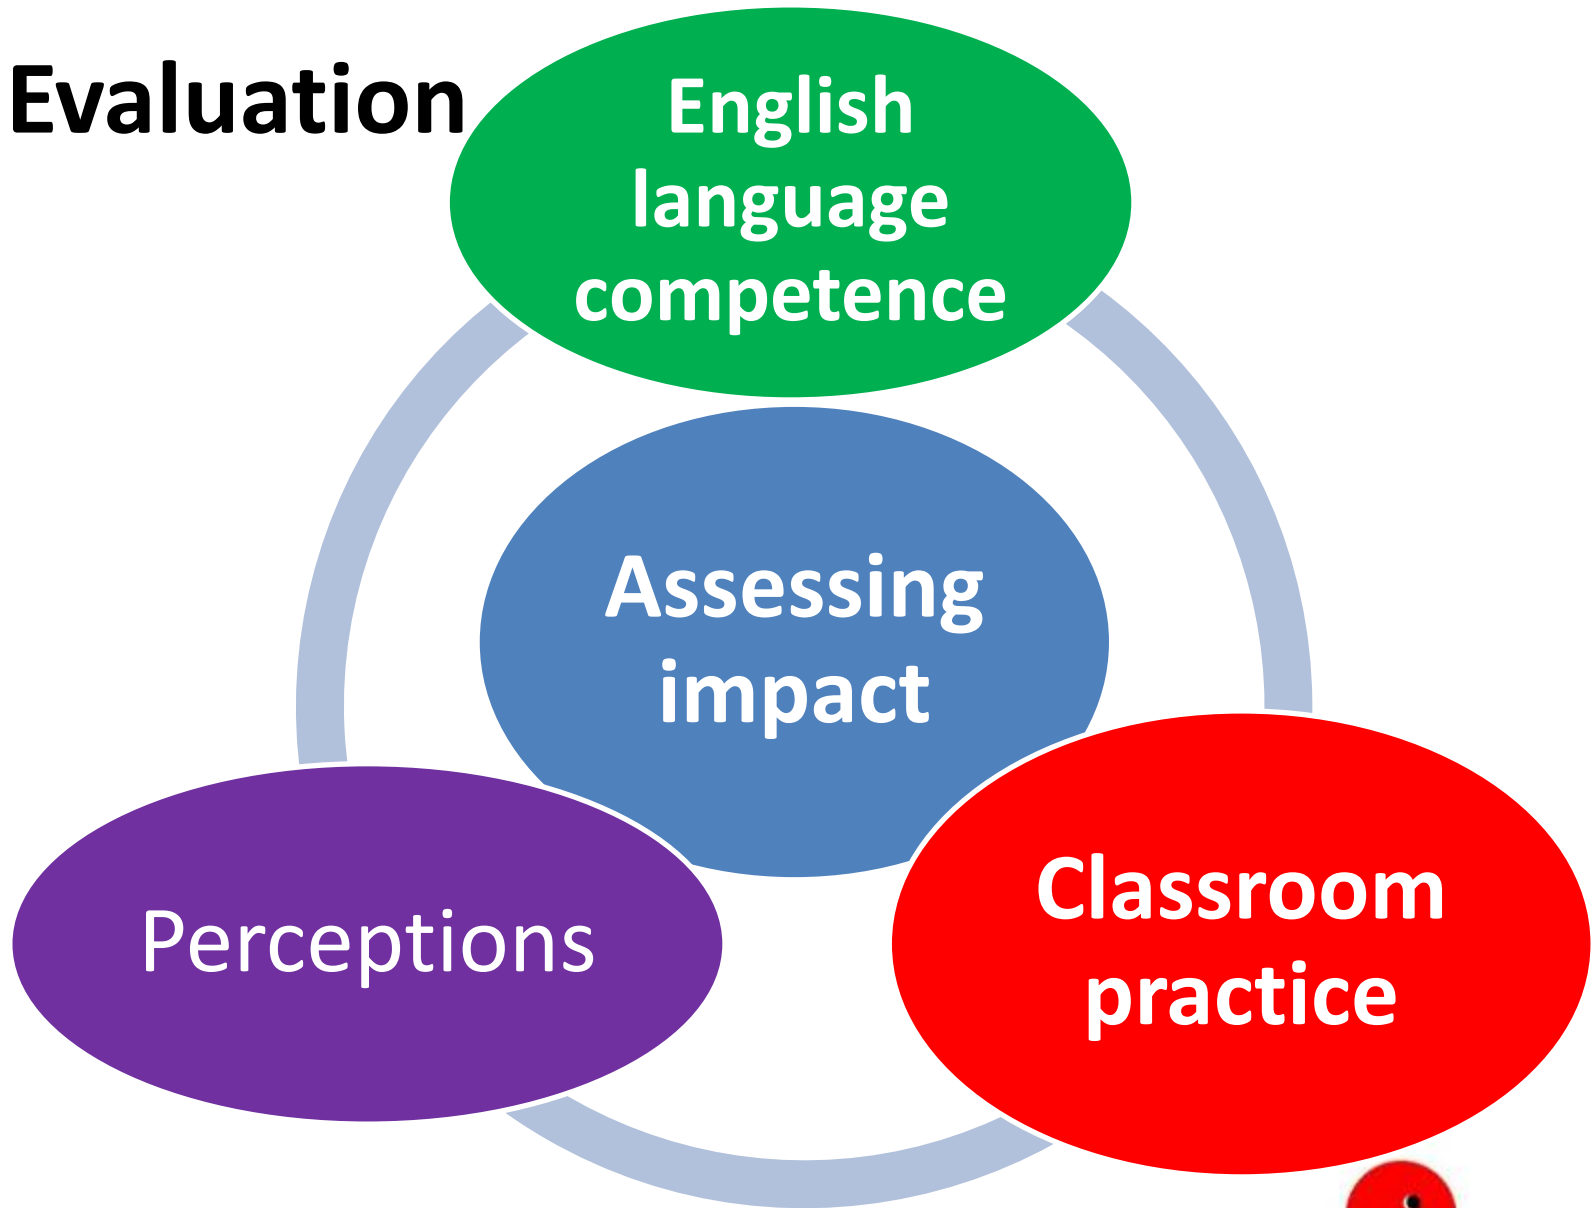 Evaluation
English
language
competence
Assessing
impact
Perceptions
Classroom
practice